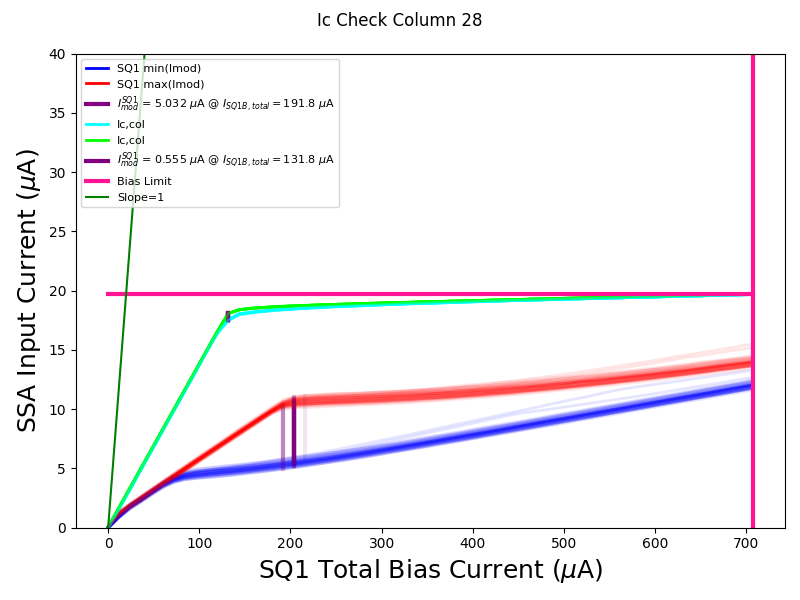 Ic Check Column 28
SSA Input Current (μA)
40
35
30
25
20
15
10
5
0
SQ1 min(Imod)
SQ1 max(Imod)
I_{mod}^{SQ1} = 5.032 μA @ I_{SQ1B, total} = 191.8 μA
Ic,col
Ic,col
I_{mod}^{SQ1} = 0.555 μA @ I_{SQ1B, total} = 131.8 μA
Bias Limit
Slope=1
0 100 200 300 400 500 600 700
SQ1 Total Bias Current (μA)